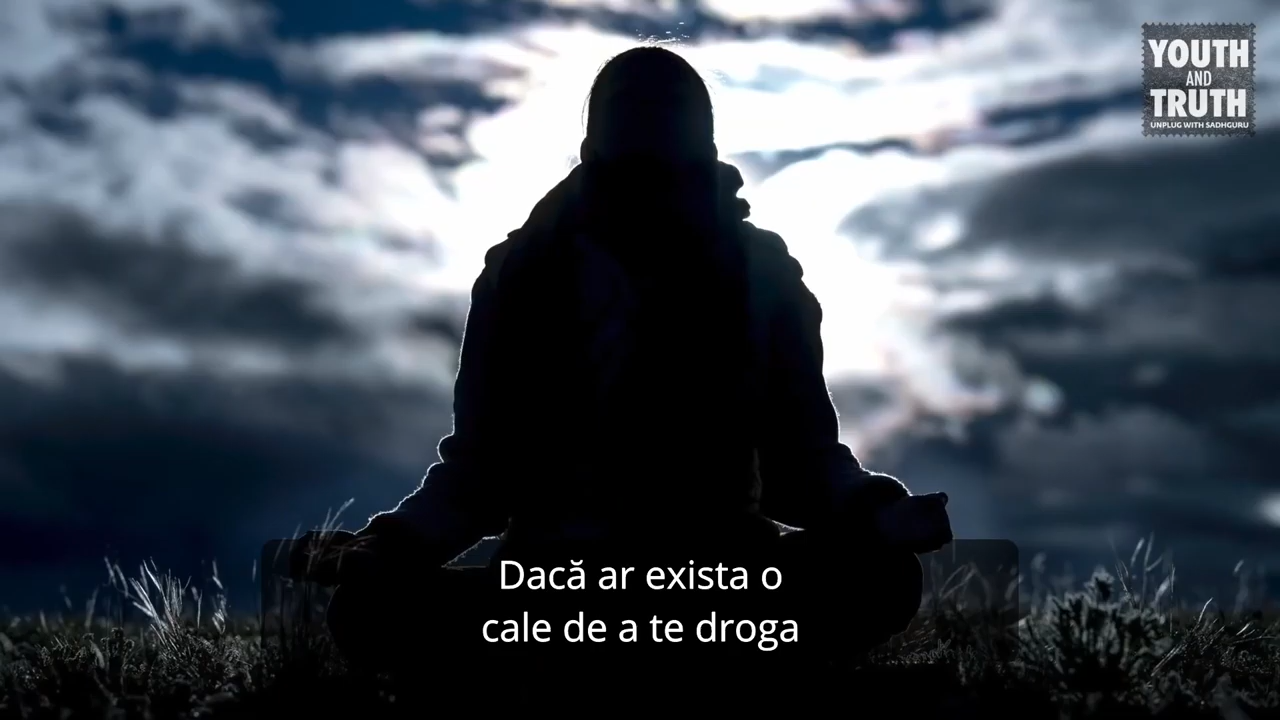 YOUTH
AND
TRUTH
UNPLUG WITH SADHGURU
Dacă ar exista o
cale de a te droga